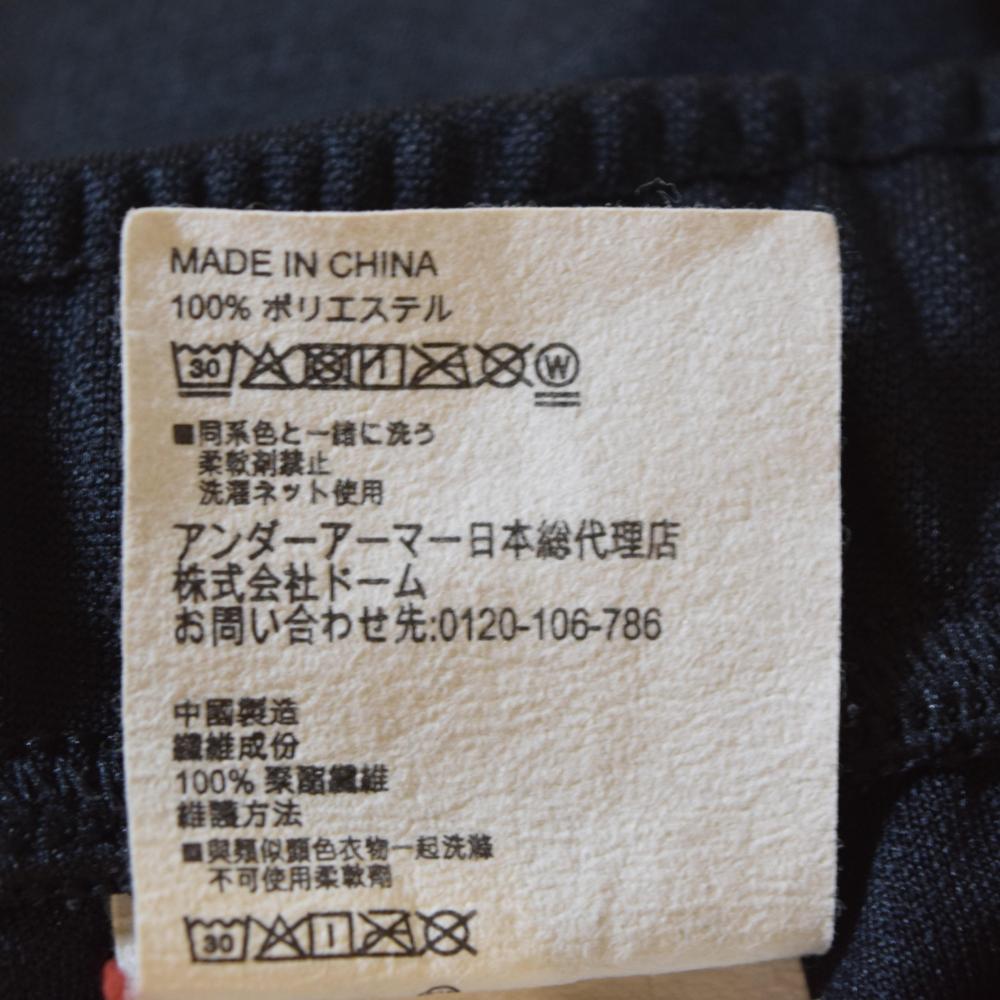 MADE IN CHINA
100% ポリエステル
30
W
■同系色と一緒に洗う
柔軟剤禁止
洗濯ネット使用
アンダーアーマー日本総代理店
株式会社ドーム
お問い合わせ先:0120-106-786
中國製造
纖維成份
100% 聚酯纖維
維護方法
■與類似顏色衣物一起洗滌
不可使用柔軟劑
30